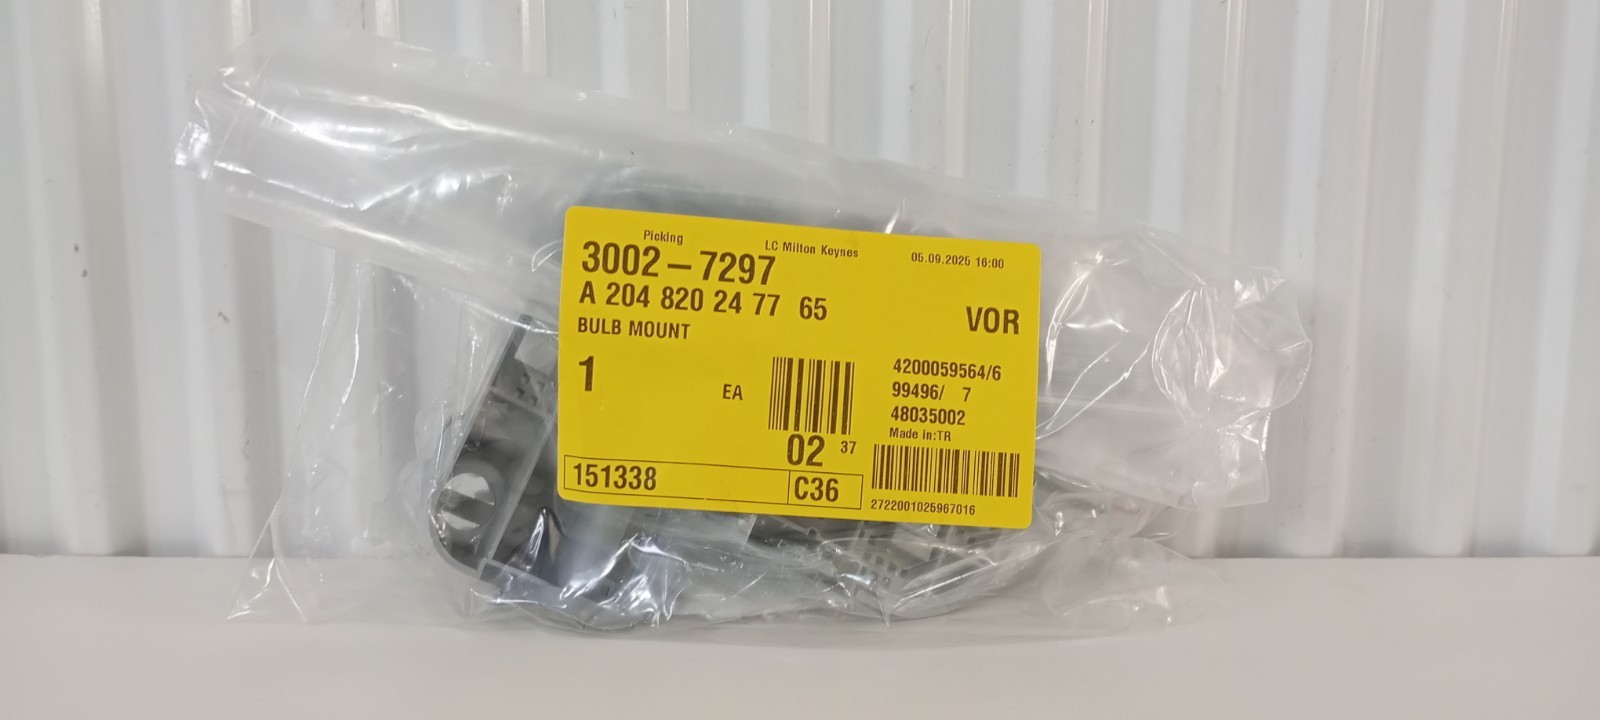 Picking LC Milton Keynes 05.09.2025 16:00
3002-7297
A 204 820 24 77 65
VOR
BULB MOUNT
1
EA
4200059564/6
99496/ 7
48035002
Made in:TR
02 37
151338 C36
2722001025967016